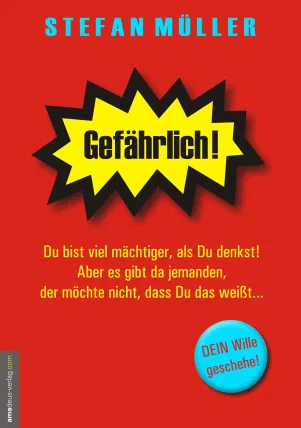 STEFAN MÜLLER
Gefährlich!
Du bist viel mächtiger, als Du denkst!
Aber es gibt da jemanden,
der möchte nicht, dass Du das weißt...
DEIN Wille
geschehe!
amadeus-verlag.com